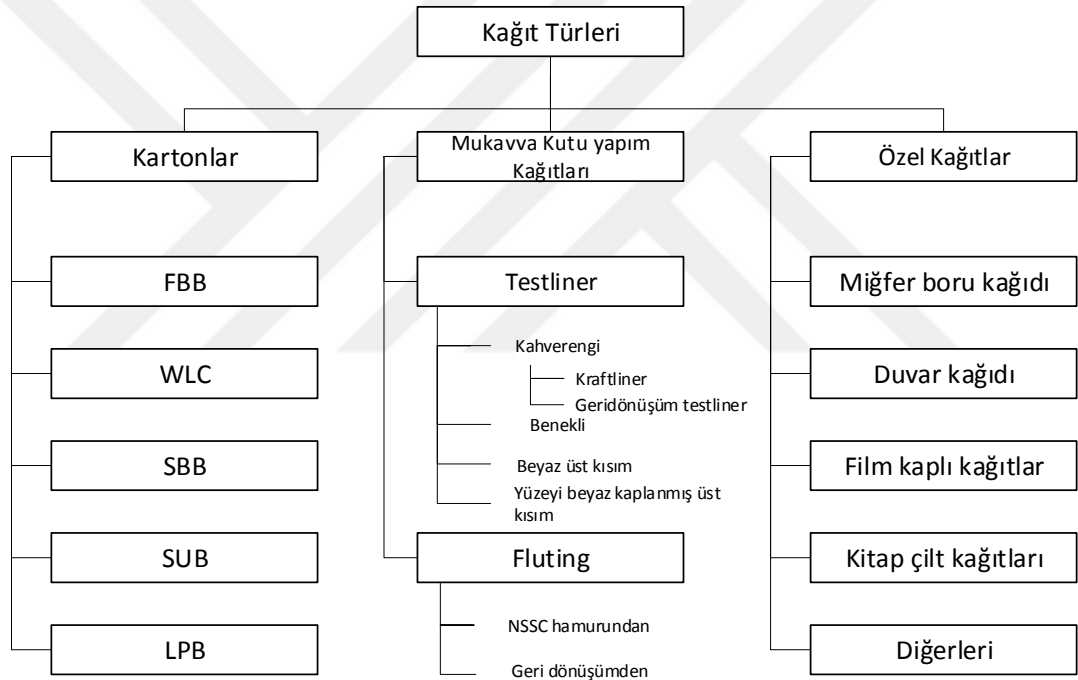 Kağıt Türleri
Kartonlar
FBB
WLC
SBB
SUB
LPB
Mukavva Kutu yapım
Kağıtları
Testliner
Kahverengi
Kraftliner
Geridönüşüm testliner
Benekli
Beyaz üst kısım
Yüzeyi beyaz kaplanmış üst
kısım
Fluting
NSSC hamurundan
Geri dönüşümden
Özel Kağıtlar
Miğfer boru kağıdı
Duvar kağıdı
Film kaplı kağıtlar
Kitap çilt kağıtları
Diğerleri